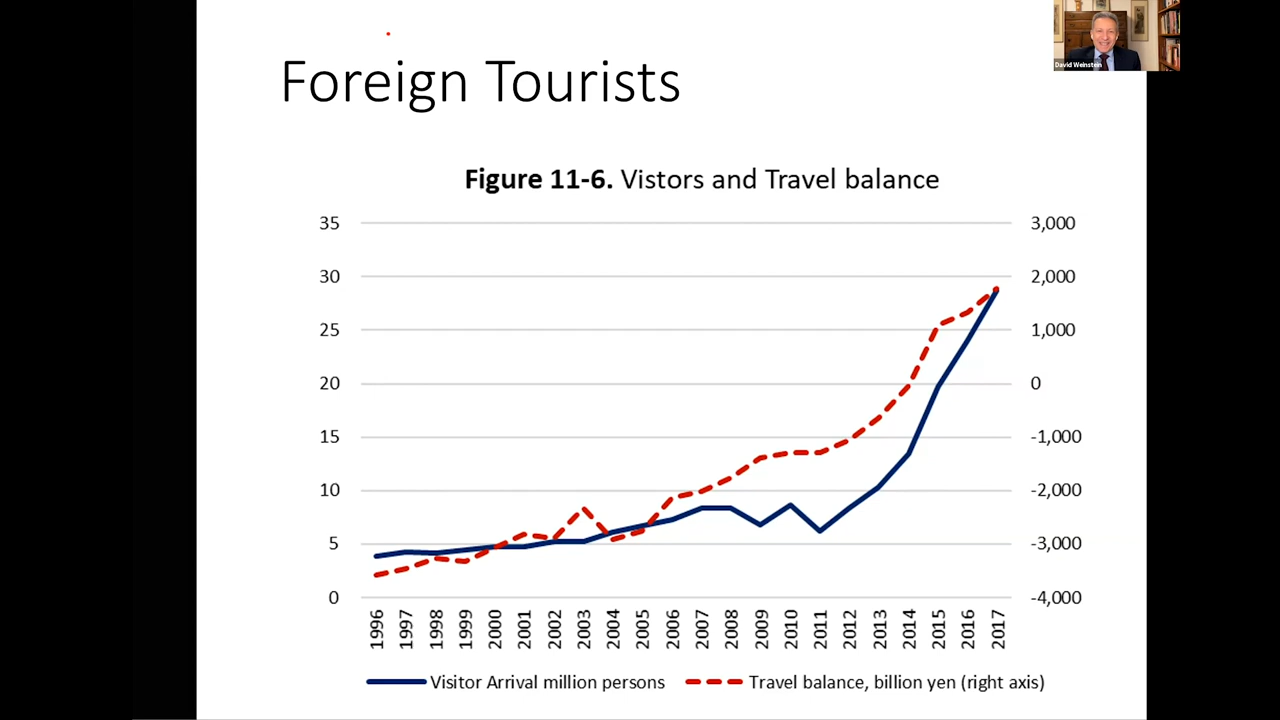 David Weinstein
Foreign Tourists
Figure 11-6. Vistors and Travel balance
35 3,000
30 2,000
25 1,000
20 0
15 -1,000
10 -2,000
5 -3,000
0 -4,000
1996 1997 1998 1999 2000 2001 2002 2003 2004 2005 2006 2007 2008 2009 2010 2011 2012 2013 2014 2015 2016 2017
Visitor Arrival million persons Travel balance, billion yen (right axis)